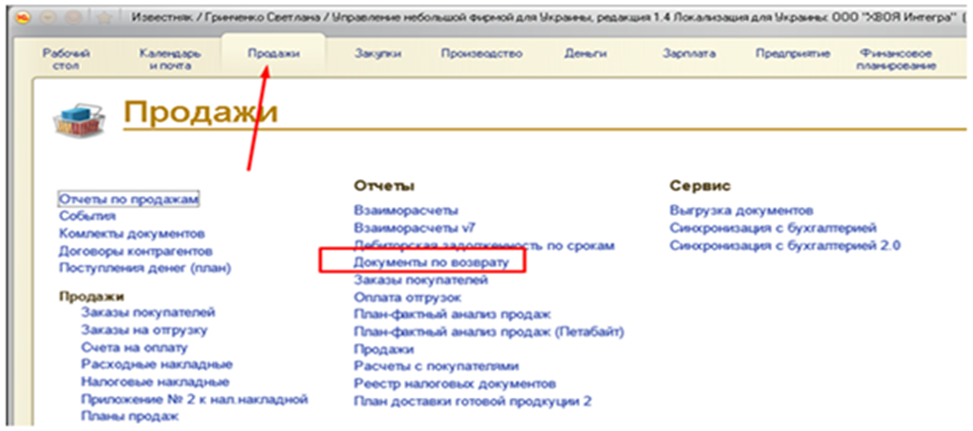 Известняк / Гринченко Светлана / Управление небольшой фирмой для Украины, редакция 1.4 Локализация для Украины: ООО "ХВОЯ Интегра" (
Рабочий стол
Календарь и почта
Продажи
Закупки
Производство
Деньги
Зарплата
Предприятие
Финансовое планирование
Продажи
Отчеты по продажам
События
Комлекты документов
Договоры контрагентов
Поступления денег (план)
Продажи
Заказы покупателей
Заказы на отгрузку
Счета на оплату
Расходные накладные
Налоговые накладные
Приложение № 2 к нал.накладной
Планы продаж
Отчеты
Взаиморасчеты
Взаиморасчеты v7
Дебиторская задолженность по срокам
Документы по возврату
Заказы покупателей
Оплата отгрузок
План-фактный анализ продаж
План-фактный анализ продаж (Петабайт)
Продажи
Расчеты с покупателями
Реестр налоговых документов
План доставки готовой продкуции 2
Сервис
Выгрузка документов
Синхронизация с бухгалтерией
Синхронизация с бухгалтерией 2.0